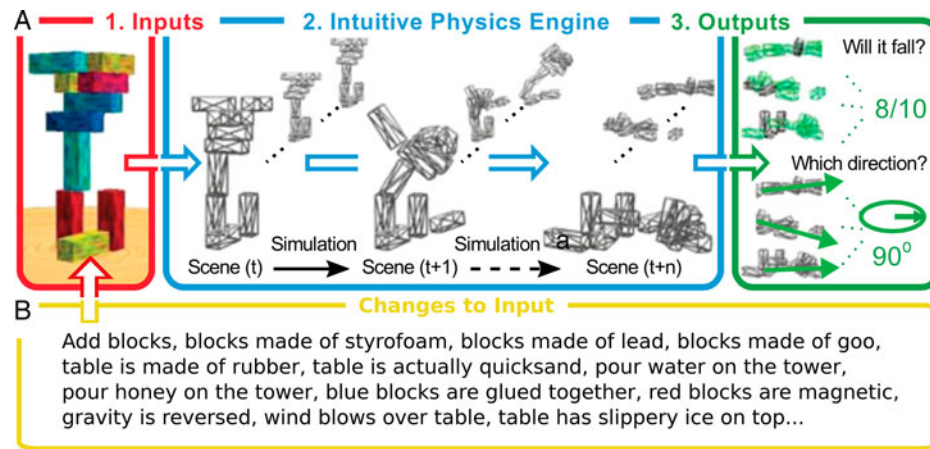 A
1. Inputs
2. Intuitive Physics Engine
3. Outputs
Will it fall?
8/10
Which direction?
90°
a
Simulation
Simulation
Scene (t)
Scene (t+1)
Scene (t+n)
B
Changes to Input
Add blocks, blocks made of styrofoam, blocks made of lead, blocks made of goo,
table is made of rubber, table is actually quicksand, pour water on the tower,
pour honey on the tower, blue blocks are glued together, red blocks are magnetic,
gravity is reversed, wind blows over table, table has slippery ice on top...